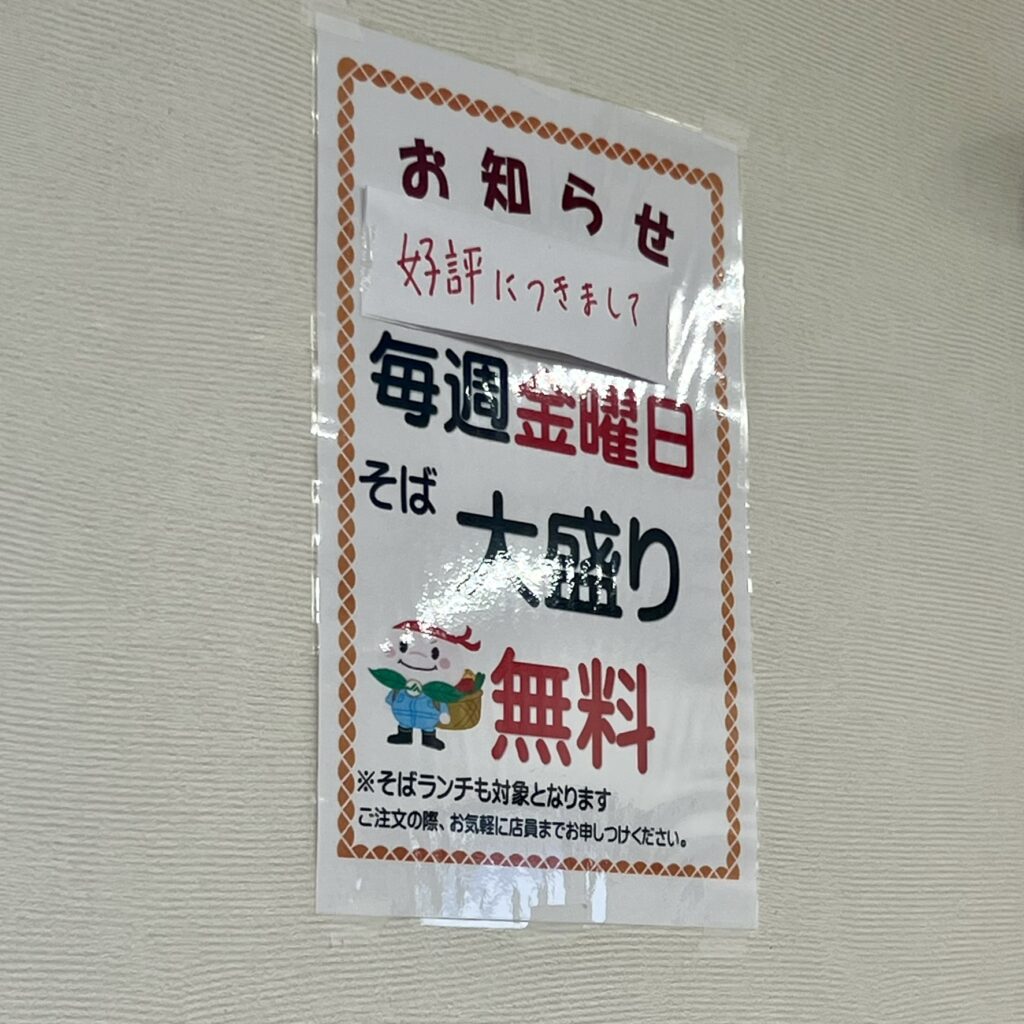 お知らせ
好評につきまして
毎週金曜日
そば 大盛り
無料
※そばランチも対象となります
ご注文の際、お気軽に店員までお申しつけください。